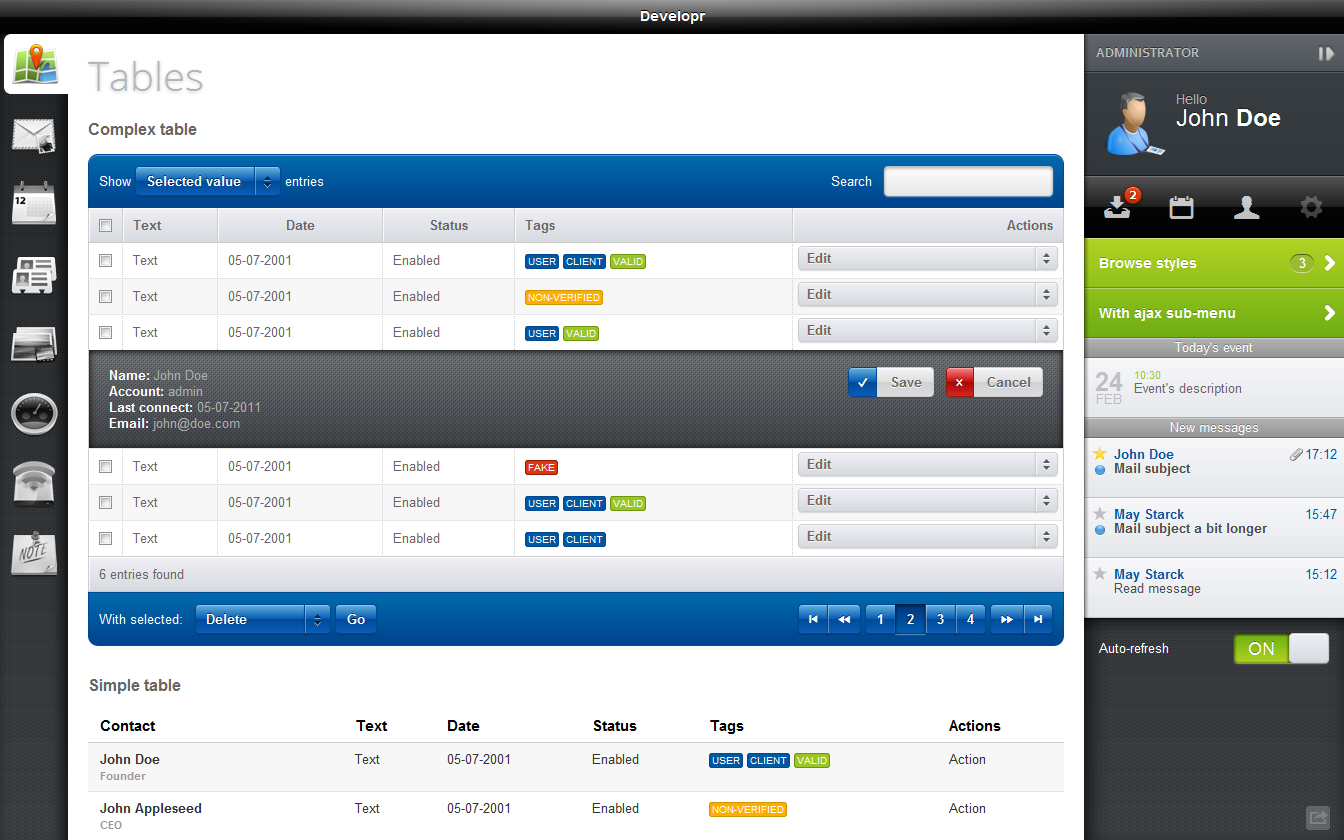 Developr
12
NOTE
Tables
Complex table
Show Selected value entries Search
Text Date Status Tags Actions
Text 05-07-2001 Enabled USER CLIENT VALID Edit
Text 05-07-2001 Enabled NON-VERIFIED Edit
Text 05-07-2001 Enabled USER VALID Edit
Name: John Doe
Account: admin
Last connect: 05-07-2011
Email: john@doe.com
Save Cancel
Text 05-07-2001 Enabled FAKE Edit
Text 05-07-2001 Enabled USER CLIENT VALID Edit
Text 05-07-2001 Enabled USER CLIENT Edit
6 entries found
With selected: Delete Go 1 2 3 4
Simple table
Contact Text Date Status Tags Actions
John Doe Text 05-07-2001 Enabled USER CLIENT VALID Action
Founder
John Appleseed Text 05-07-2001 Enabled NON-VERIFIED Action
CEO
ADMINISTRATOR
Hello
John Doe
2
Browse styles 3
With ajax sub-menu
Today's event
24 10:30
FEB Event's description
New messages
John Doe 17:12
Mail subject
May Starck 15:47
Mail subject a bit longer
May Starck 15:12
Read message
Auto-refresh ON